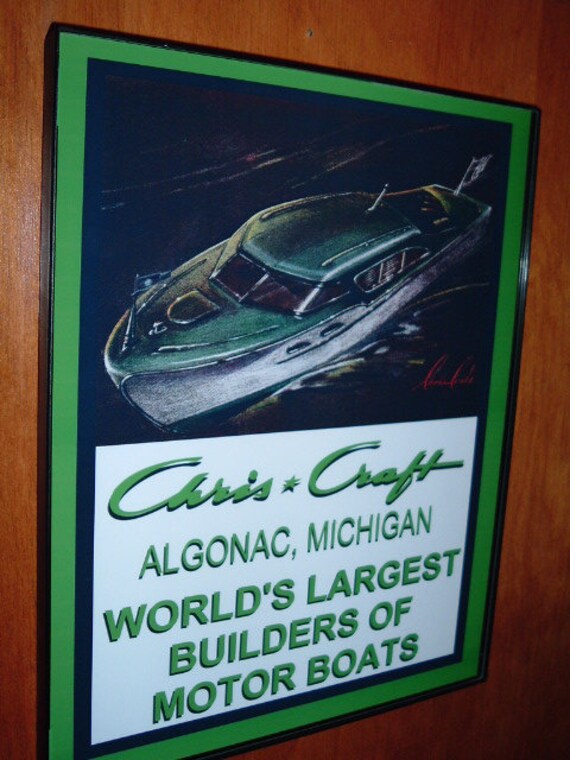 Chris ★ Craft
ALGONAC, MICHIGAN
WORLD'S LARGEST
BUILDERS OF
MOTOR BOATS